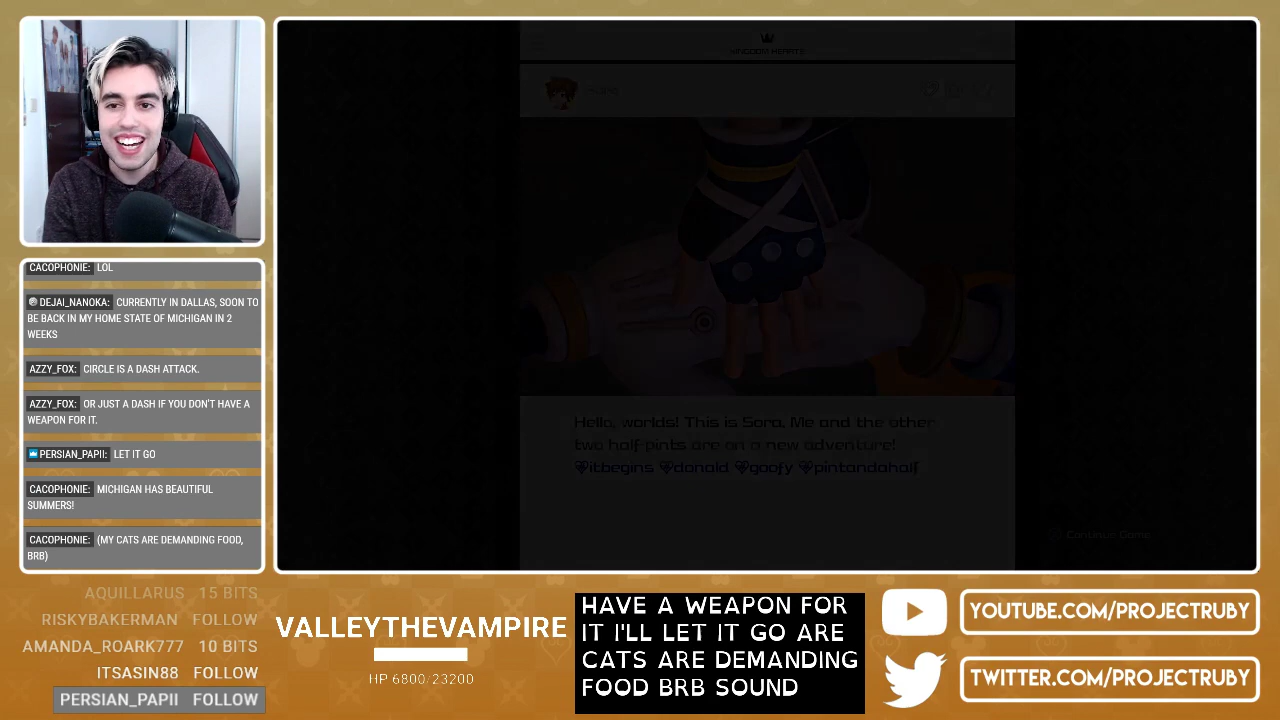 KINGDOM HEARTS
Sora
CACOPHONIE: LOL
DEJAI_NANOKA: CURRENTLY IN DALLAS, SOON TO
BE BACK IN MY HOME STATE OF MICHIGAN IN 2
WEEKS
AZZY_FOX: CIRCLE IS A DASH ATTACK.
AZZY_FOX: OR JUST A DASH IF YOU DON'T HAVE A
WEAPON FOR IT.
PERSIAN_PAPII: LET IT GO
CACOPHONIE: MICHIGAN HAS BEAUTIFUL
SUMMERS!
CACOPHONIE: (MY CATS ARE DEMANDING FOOD,
BRB)
Hello, worlds! This is Sora. Me and the other
two half pints are on a new adventure!
itbegins donald goofy pintandahalf
Continue Game
AQUILLARUS 15 BITS
RISKYBAKERMAN FOLLOW
AMANDA_ROARK777 10 BITS
ITSASIN88 FOLLOW
PERSIAN_PAPII FOLLOW
VALLEYTHEVAMPIRE
HP 6800/23200
HAVE A WEAPON FOR
IT I'LL LET IT GO ARE
CATS ARE DEMANDING
FOOD BRB SOUND
YOUTUBE.COM/PROJECTRUBY
TWITTER.COM/PROJECTRUBY